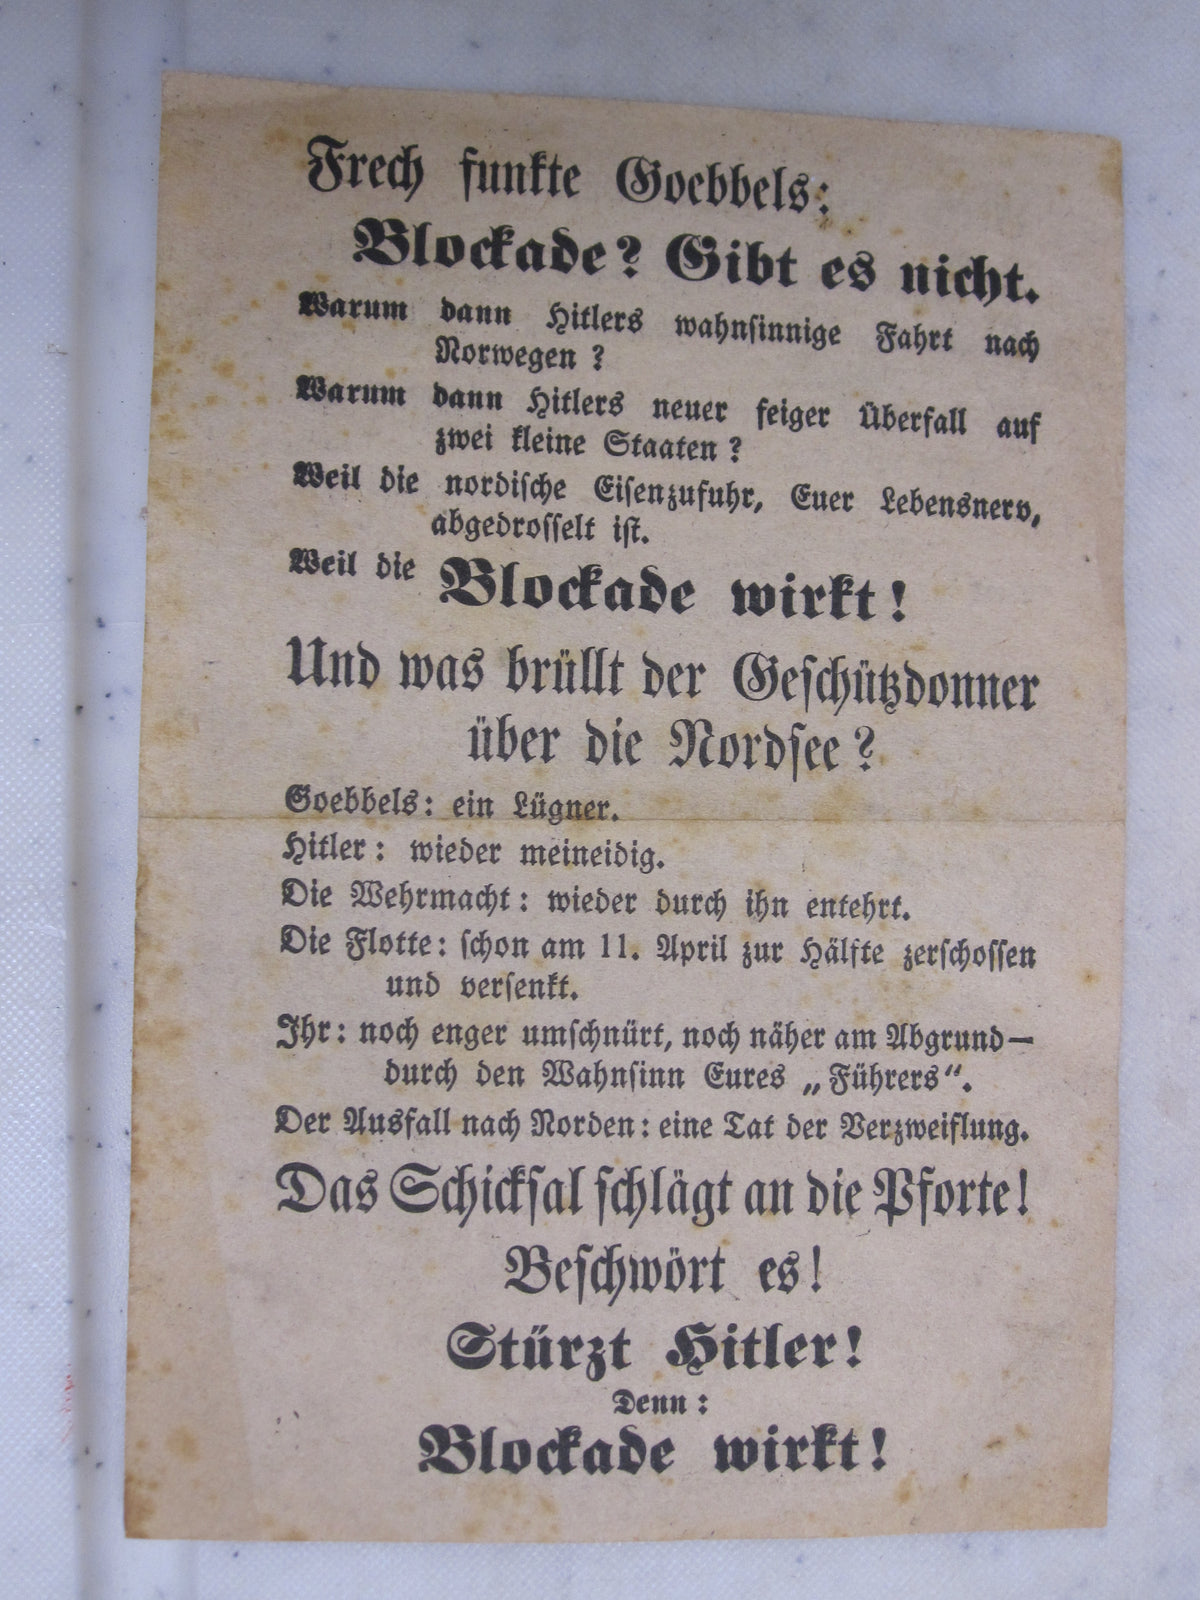 Frech funkte Goebbels:
Blockade? Gibt es nicht.
Warum dann Hitlers wahnſinnige Fahrt nach
Norwegen?
Warum dann Hitlers neuer feiger Überfall auf
zwei kleine Staaten?
Weil die nordiſche Eiſenzufuhr, Euer Lebensnerv,
abgedroſſelt iſt.
Weil die Blockade wirkt!
Und was brüllt der Geſchützdonner
über die Nordſee?
Goebbels: ein Lügner.
Hitler: wieder meineidig.
Die Wehrmacht: wieder durch ihn entehrt.
Die Flotte: ſchon am 11. April zur Hälfte zerſchoſſen
und verſenkt.
Ihr: noch enger umſchnürt, noch näher am Abgrund—
durch den Wahnſinn Eures „Führers“.
Der Ausfall nach Norden: eine Tat der Verzweiflung.
Das Schickſal ſchlägt an die Pforte!
Beſchwört es!
Stürzt Hitler!
Denn:
Blockade wirkt!